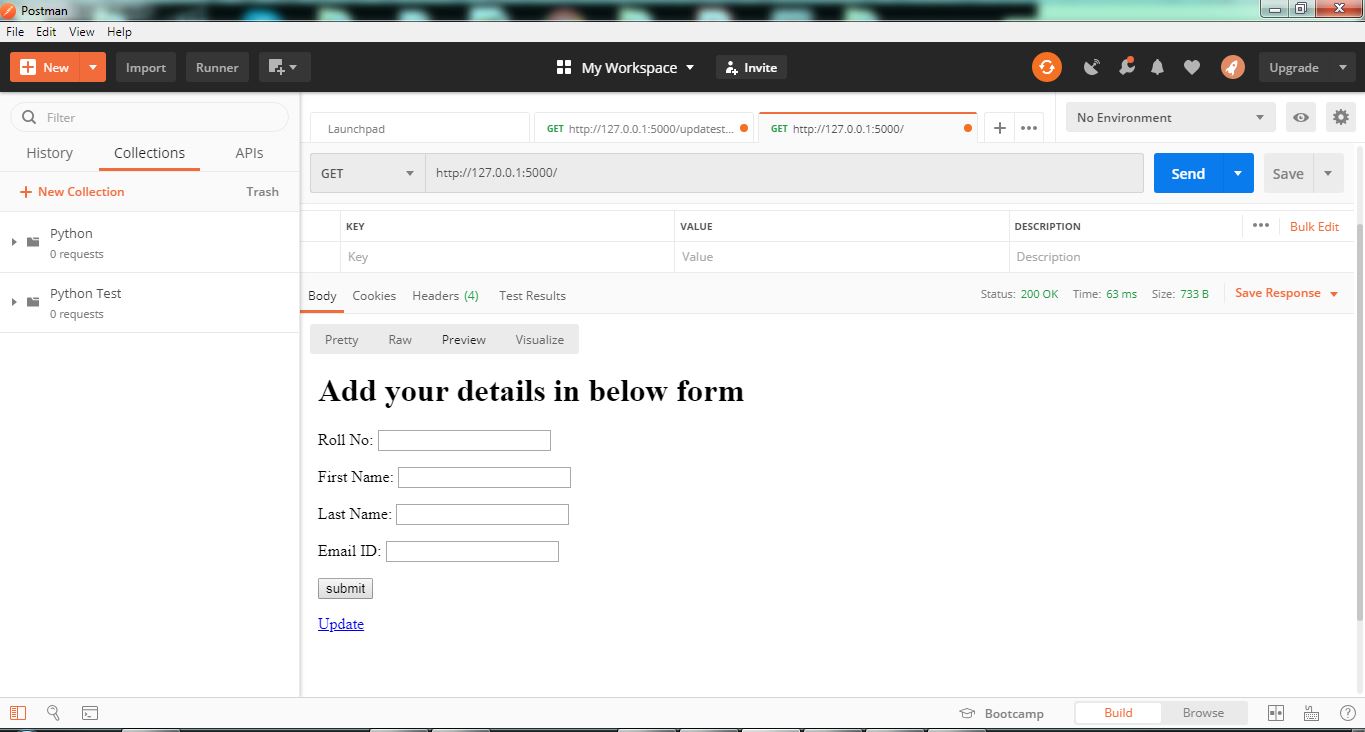 Postman
File Edit View Help
New Import Runner My Workspace Invite Upgrade
Filter
History Collections APIs
New Collection Trash
Python
0 requests
Python Test
0 requests
Launchpad GET http://127.0.0.1:5000/updatest... GET http://127.0.0.1:5000/ No Environment
GET http://127.0.0.1:5000/ Send Save
KEY VALUE DESCRIPTION Bulk Edit
Key Value Description
Body Cookies Headers (4) Test Results Status: 200 OK Time: 63 ms Size: 733 B Save Response
Pretty Raw Preview Visualize
Add your details in below form
Roll No:
First Name:
Last Name:
Email ID:
submit
Update
Bootcamp Build Browse